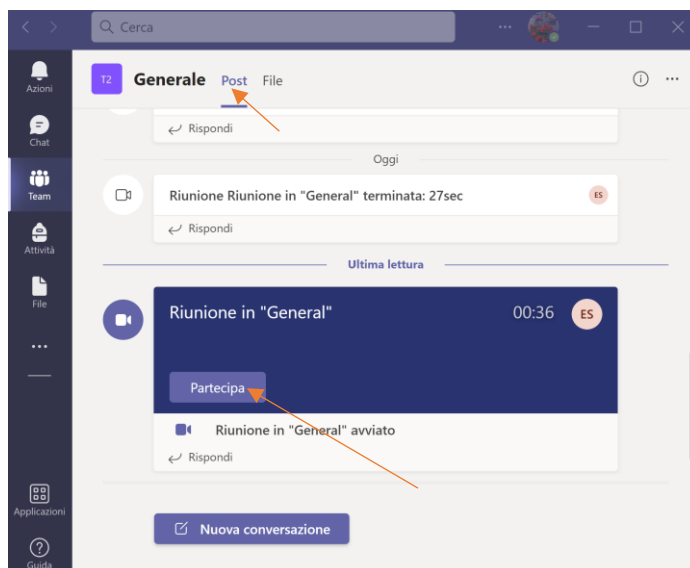 Cerca
Azioni
Chat
Team
Attività
File
Applicazioni
Guida
T2 Generale Post File
Rispondi
Oggi
Riunione Riunione in "General" terminata: 27sec ES
Rispondi
Ultima lettura
Riunione in "General" 00:36 ES
Partecipa
Riunione in "General" avviato
Rispondi
Nuova conversazione